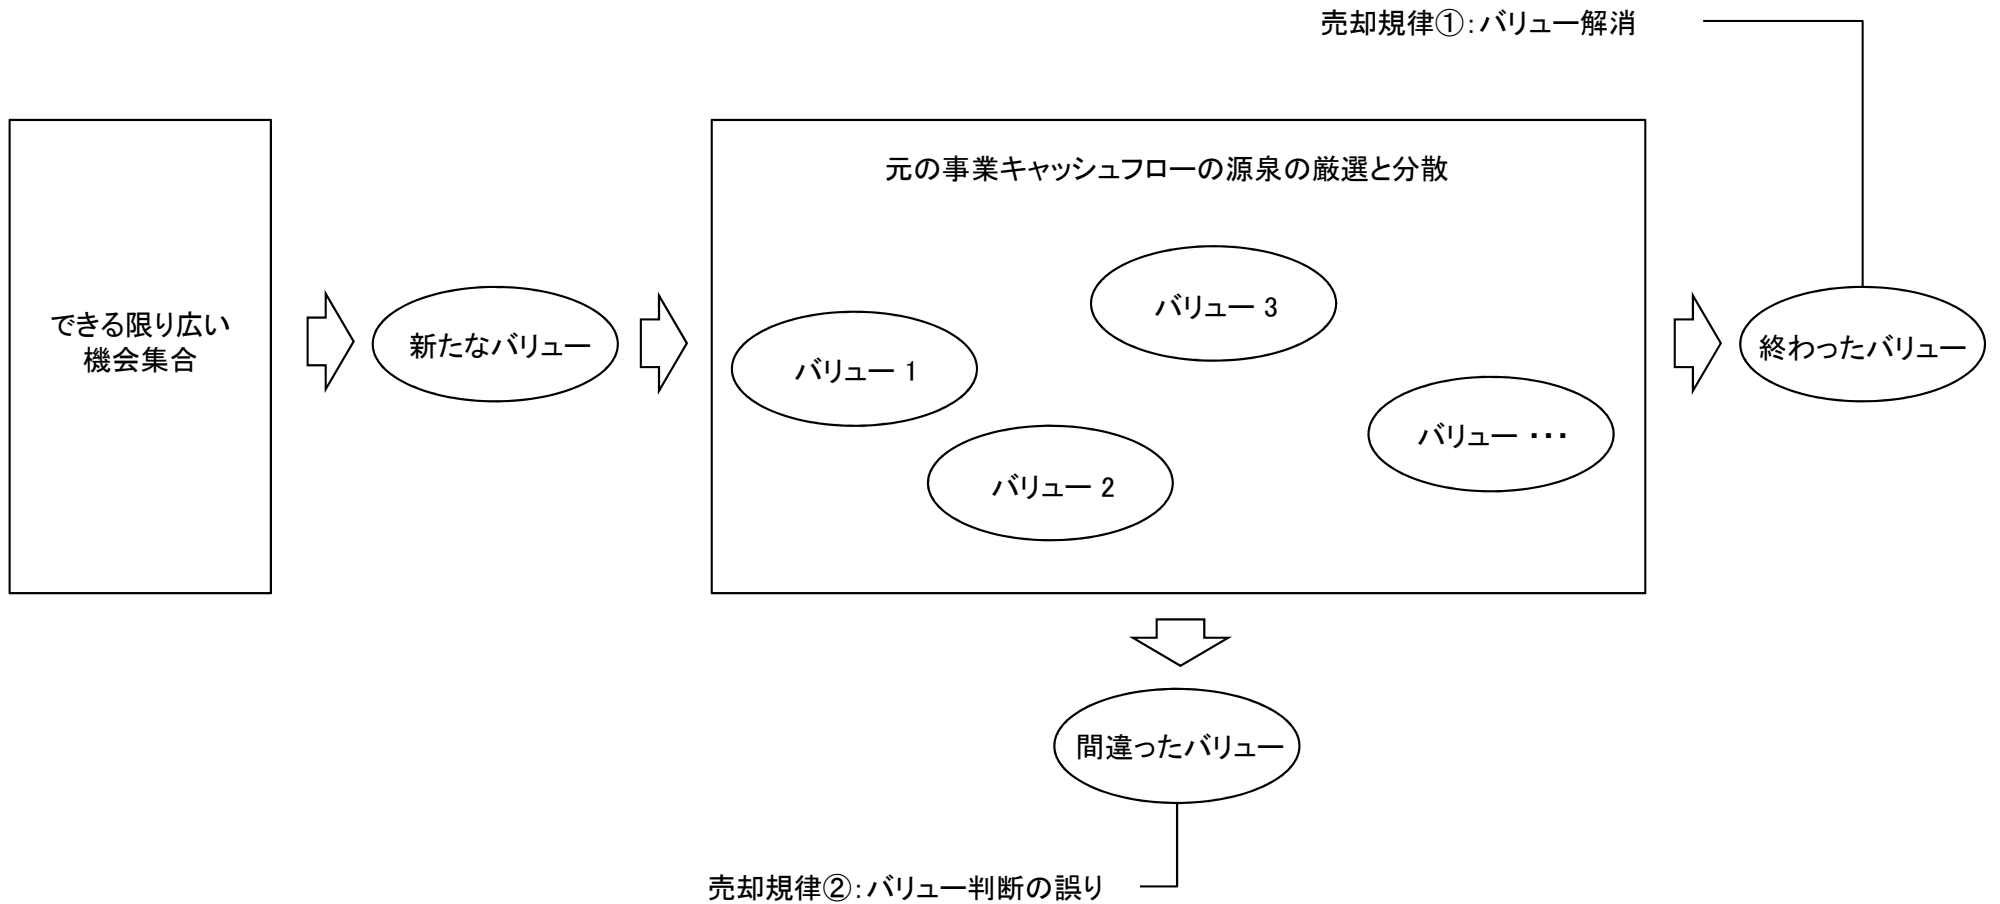 売却規律①：バリュー解消
元の事業キャッシュフローの源泉の厳選と分散
できる限り広い
機会集合
新たなバリュー
バリュー 1
バリュー 2
バリュー 3
バリュー ・・・
終わったバリュー
間違ったバリュー
売却規律②：バリュー判断の誤り